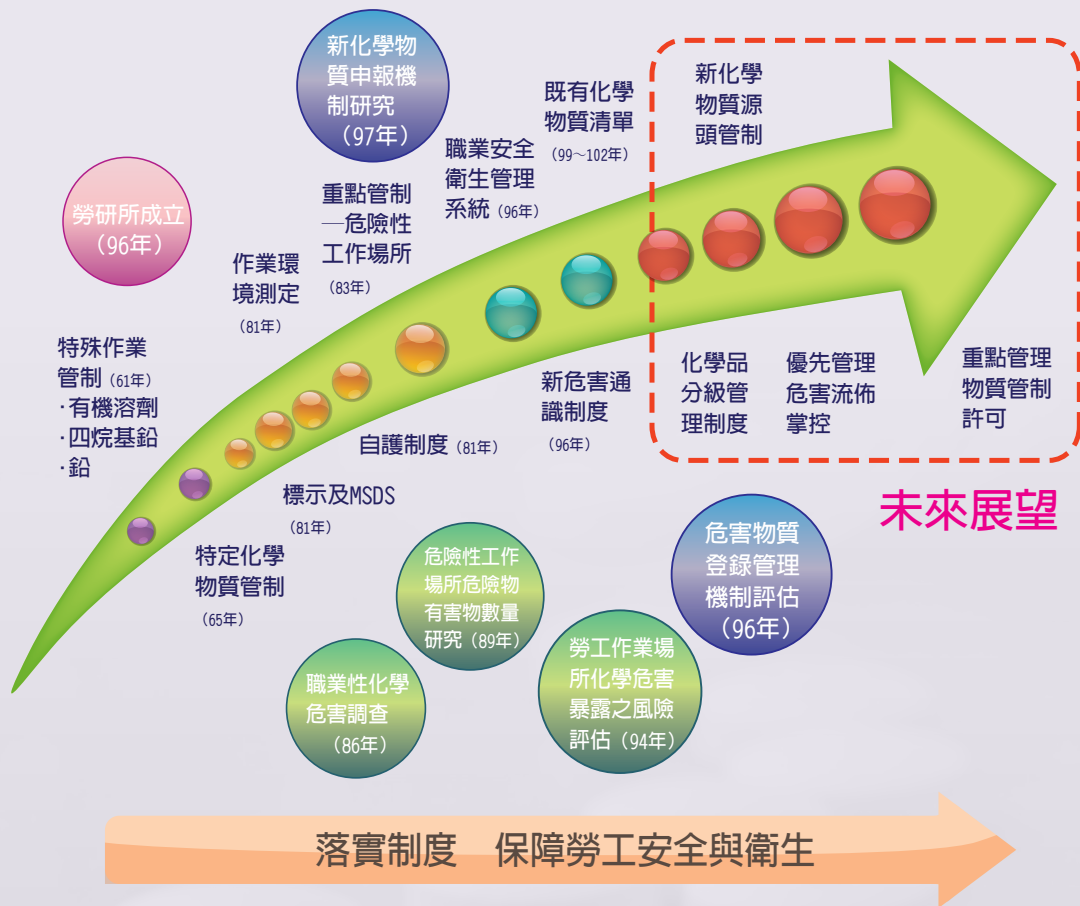 新化學物
質申報機
制研究
（97年）
勞研所成立
（96年）
特殊作業
管制（61年）
·有機溶劑
·四烷基鉛
·鉛
作業環
境測定
（81年）
重點管制
—危險性
工作場所
（83年）
職業安全
衛生管理
系統（96年）
既有化學
物質清單
（99～102年）
新化學
物質源
頭管制
特定化學
物質管制
（65年）
標示及MSDS
（81年）
自護制度（81年）
新危害通
識制度
（96年）
化學品
分級管
理制度
優先管理
危害流佈
掌控
重點管理
物質管制
許可
未來展望
職業性化學
危害調查
（86年）
危險性工作
場所危險物
有害物數量
研究（89年）
勞工作業場
所化學危害
暴露之風險
評估（94年）
危害物質
登錄管理
機制評估
（96年）
落實制度　保障勞工安全與衛生